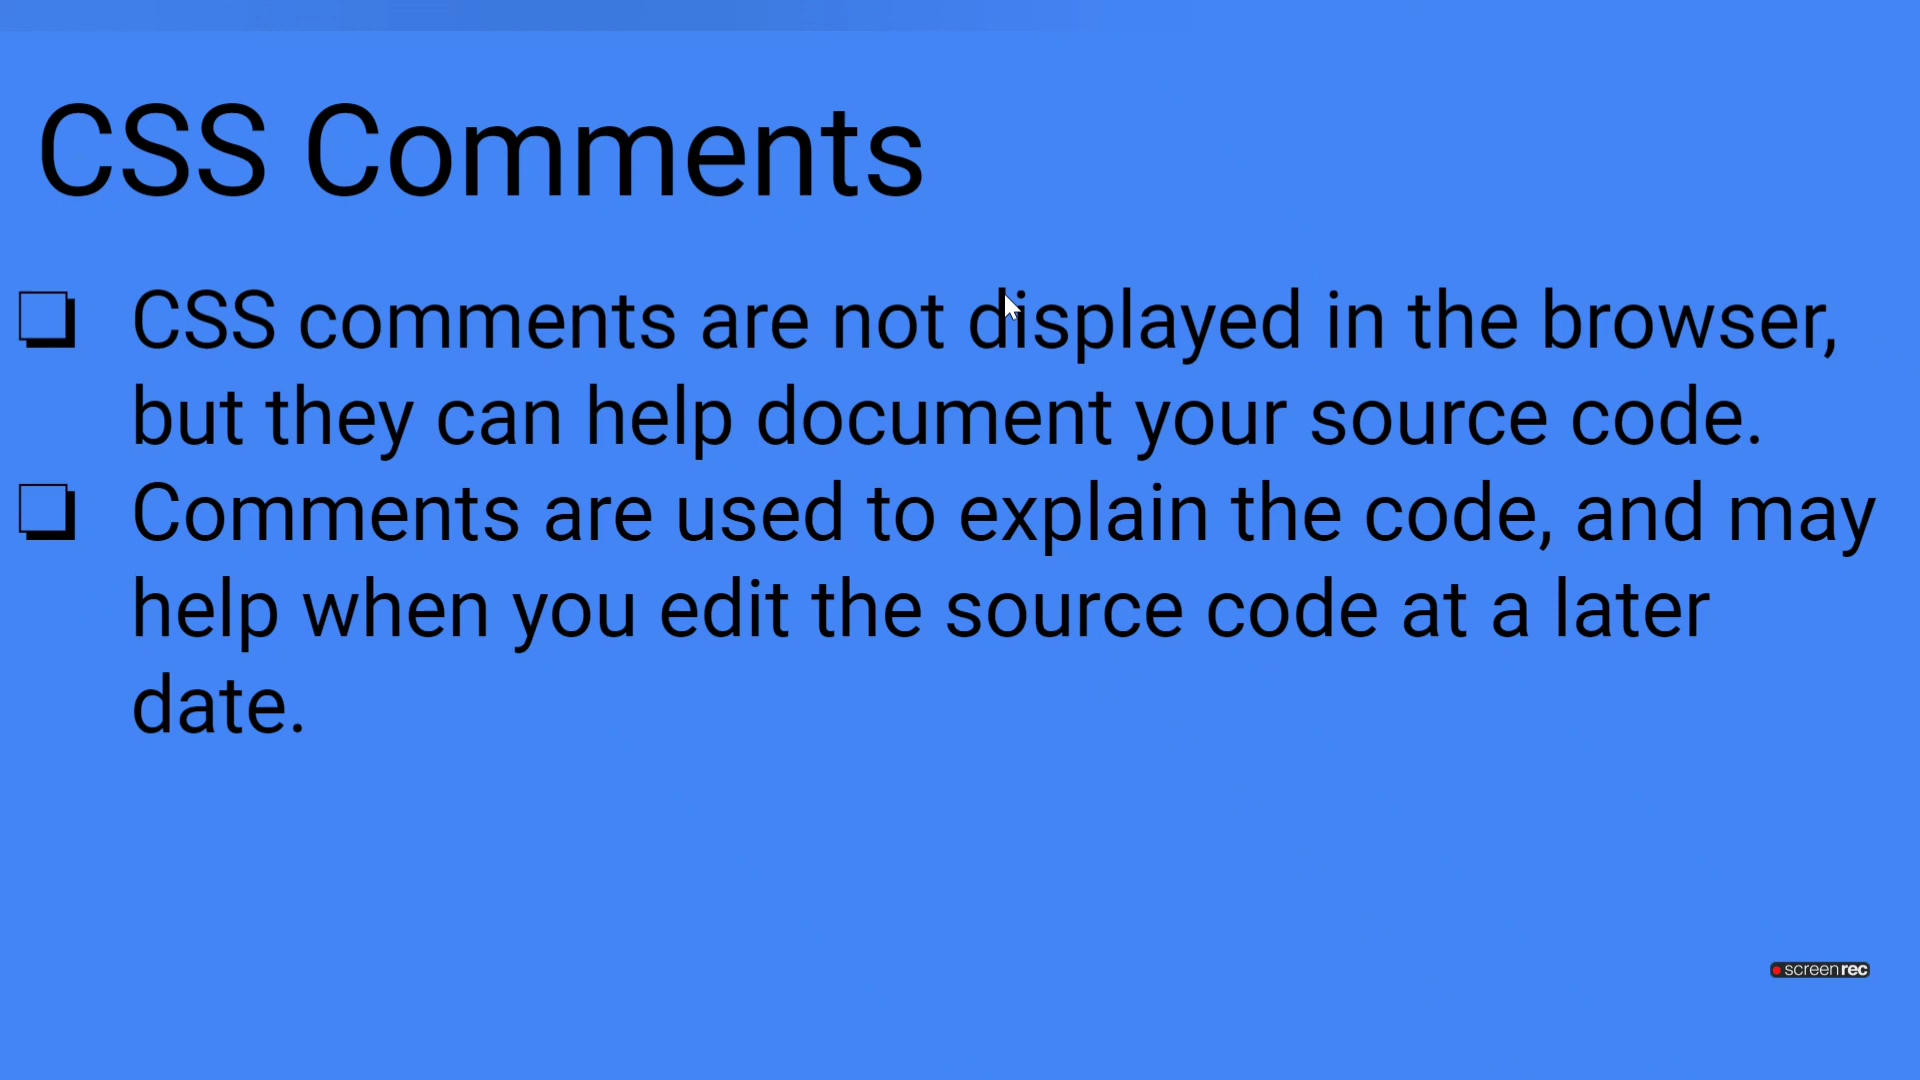 CSS Comments
❏ CSS comments are not displayed in the browser,
but they can help document your source code.
❏ Comments are used to explain the code, and may
help when you edit the source code at a later
date.
screenrec